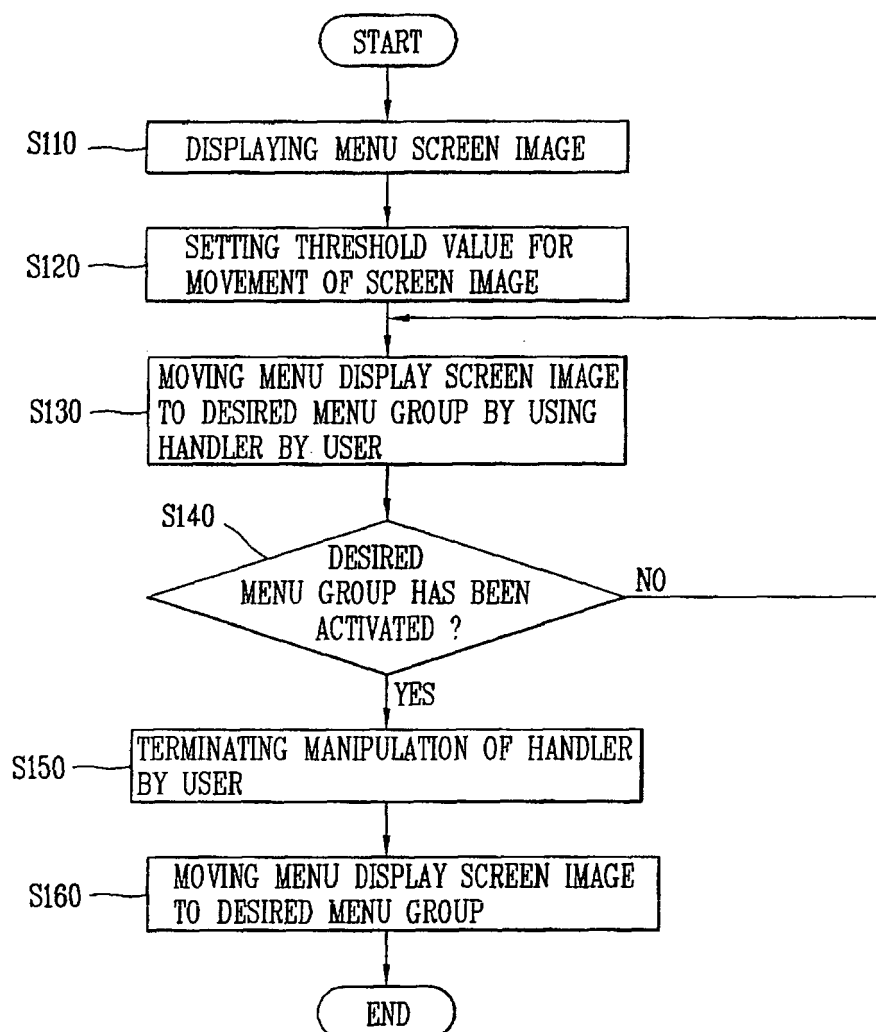 START
S110
DISPLAYING MENU SCREEN IMAGE
S120
SETTING THRESHOLD VALUE FOR
MOVEMENT OF SCREEN IMAGE
S130
MOVING MENU DISPLAY SCREEN IMAGE
TO DESIRED MENU GROUP BY USING
HANDLER BY USER
S140
DESIRED
MENU GROUP HAS BEEN
ACTIVATED ?
NO
YES
S150
TERMINATING MANIPULATION OF HANDLER
BY USER
S160
MOVING MENU DISPLAY SCREEN IMAGE
TO DESIRED MENU GROUP
END